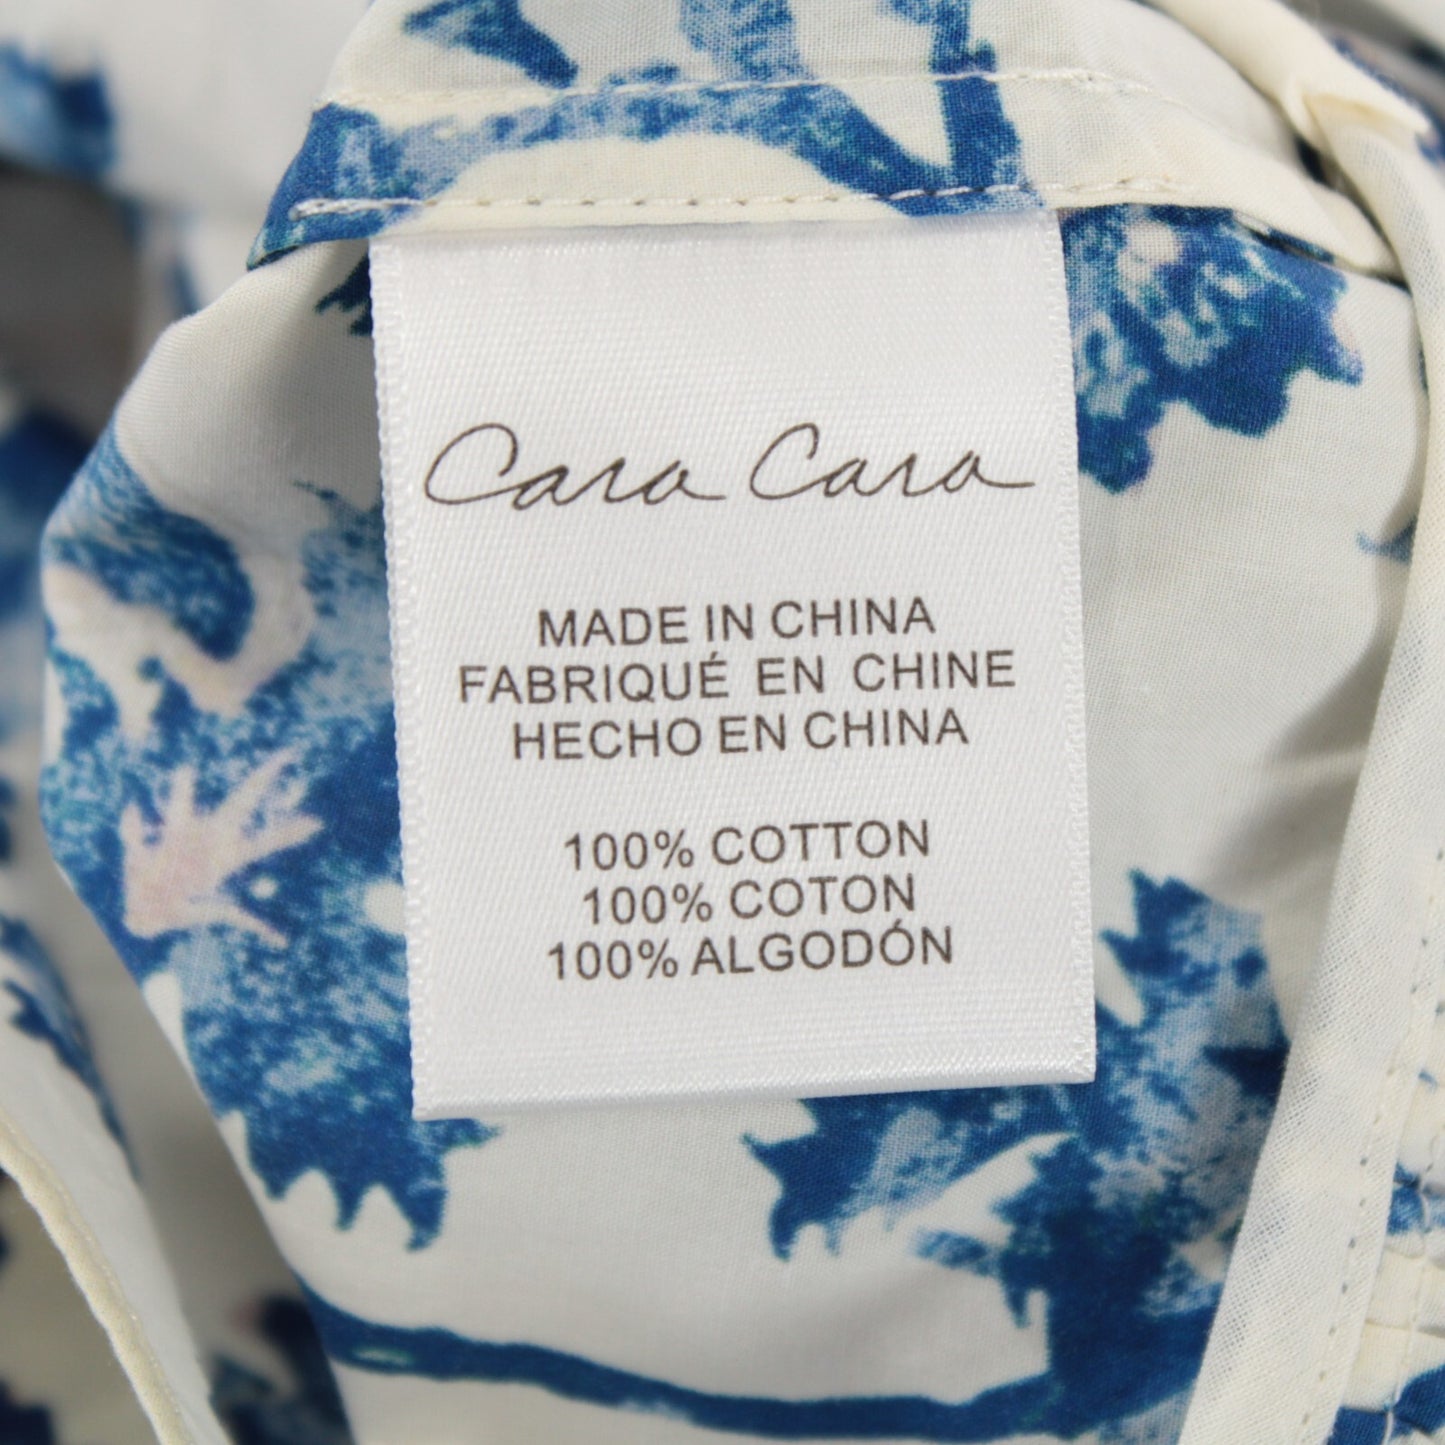 Cara Cara
MADE IN CHINA
FABRIQUÉ EN CHINE
HECHO EN CHINA
100% COTTON
100% COTON
100% ALGODÓN